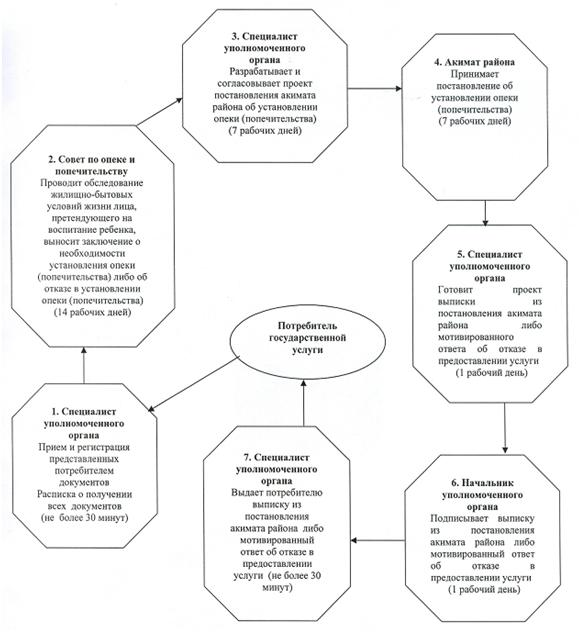 Потребитель
государственной
услуги
1. Специалист
уполномоченного
органа
Прием и регистрация
представленных
потребителем
документов
Расписка о получении
всех документов
(не более 30 минут)
2. Совет по опеке и
попечительству
Проводит обследование
жилищно-бытовых
условий жизни лица,
претендующего на
воспитание ребенка,
выносит заключение о
необходимости
установления опеки
(попечительства) либо об
отказе в установлении
опеки (попечительства)
(14 рабочих дней)
3. Специалист
уполномоченного
органа
Разрабатывает и
согласовывает проект
постановления акимата
района об установлении
опеки (попечительства)
(7 рабочих дней)
4. Акимат района
Принимает
постановление об
установлении опеки
(попечительства)
(7 рабочих дней)
5. Специалист
уполномоченного
органа
Готовит проект
выписки из
постановления акимата
района либо
мотивированного
ответа об отказе в
предоставлении услуги
(1 рабочий день)
6. Начальник
уполномоченного
органа
Подписывает выписку
из постановления
акимата района либо
мотивированный ответ
об отказе в
предоставлении услуги
(1 рабочий день)
7. Специалист
уполномоченного
органа
Выдает потребителю
выписку из
постановления
акимата района либо
мотивированный
ответ об отказе в
предоставлении
услуги (не более 30
минут)